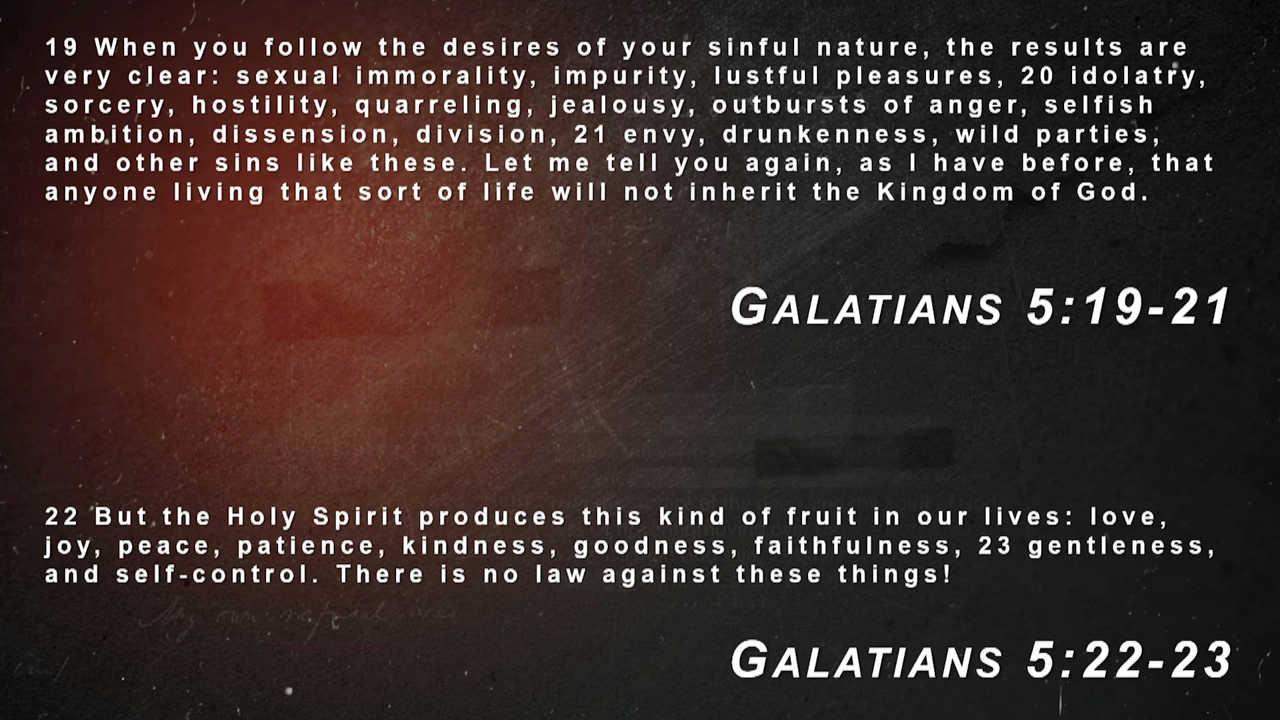 19 When you follow the desires of your sinful nature, the results are
very clear: sexual immorality, impurity, lustful pleasures, 20 idolatry,
sorcery, hostility, quarreling, jealousy, outbursts of anger, selfish
ambition, dissension, division, 21 envy, drunkenness, wild parties,
and other sins like these. Let me tell you again, as I have before, that
anyone living that sort of life will not inherit the Kingdom of God.
GALATIANS 5:19-21
22 But the Holy Spirit produces this kind of fruit in our lives: love,
joy, peace, patience, kindness, goodness, faithfulness, 23 gentleness,
and self-control. There is no law against these things!
GALATIANS 5:22-23